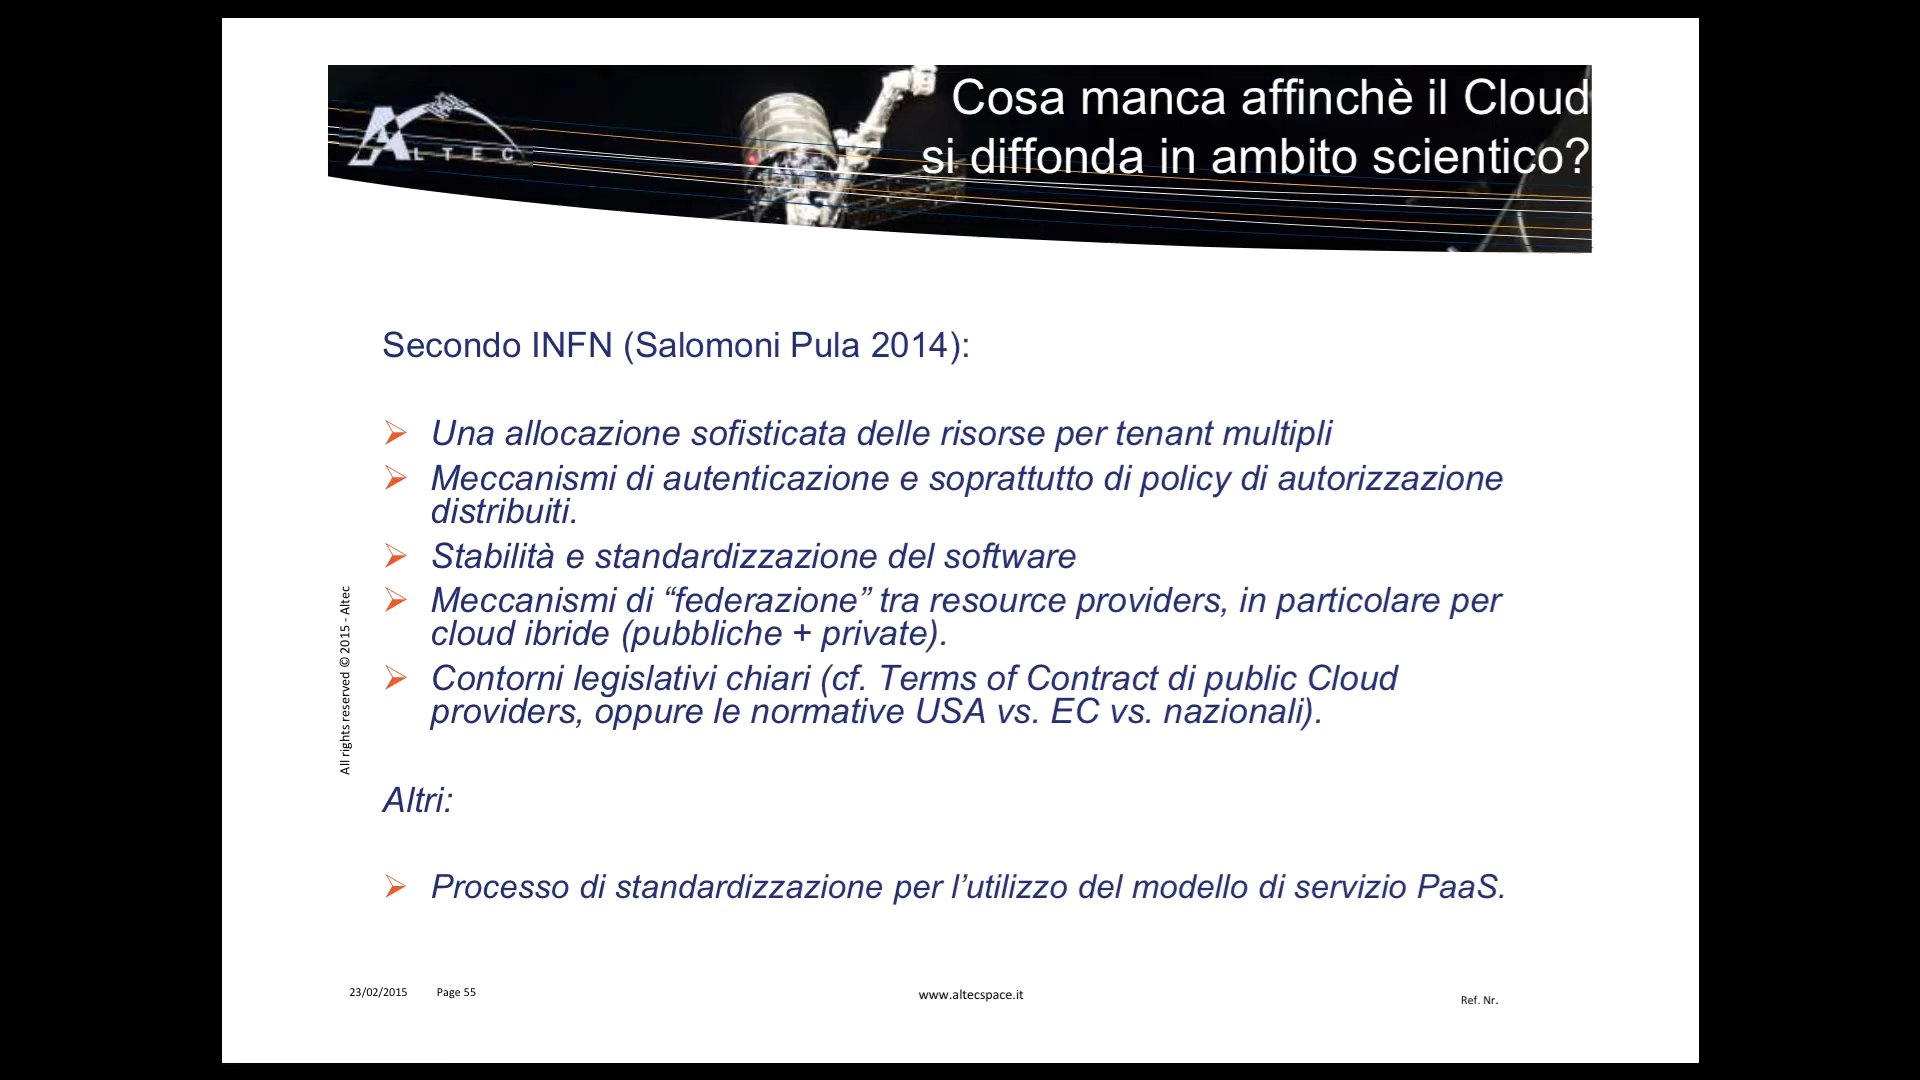 ALTEC
Cosa manca affinchè il Cloud
si diffonda in ambito scientico?
Secondo INFN (Salomoni Pula 2014):
Una allocazione sofisticata delle risorse per tenant multipli
Meccanismi di autenticazione e soprattutto di policy di autorizzazione
distribuiti.
Stabilità e standardizzazione del software
Meccanismi di “federazione” tra resource providers, in particolare per
cloud ibride (pubbliche + private).
Contorni legislativi chiari (cf. Terms of Contract di public Cloud
providers, oppure le normative USA vs. EC vs. nazionali).
Altri:
Processo di standardizzazione per l’utilizzo del modello di servizio PaaS.
All rights reserved © 2015 - Altec
23/02/2015 Page 55
www.altecspace.it
Ref. Nr.